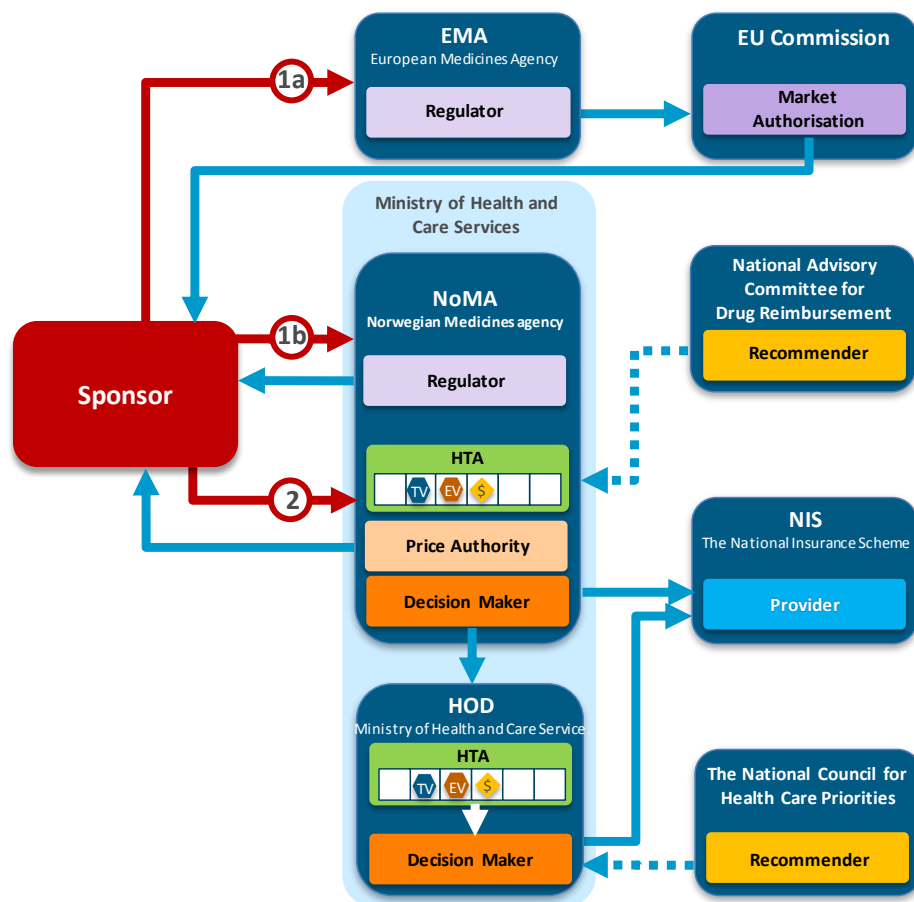 EMA
European Medicines Agency
Regulator
EU Commission
Market
Authorisation
1a
Ministry of Health and
Care Services
NoMA
Norwegian Medicines agency
Regulator
HTA
TV
EV
$
Price Authority
Decision Maker
National Advisory
Committee for
Drug Reimbursement
Recommender
1b
Sponsor
2
NIS
The National Insurance Scheme
Provider
HOD
Ministry of Health and Care Service
HTA
TV
EV
$
Decision Maker
The National Council for
Health Care Priorities
Recommender